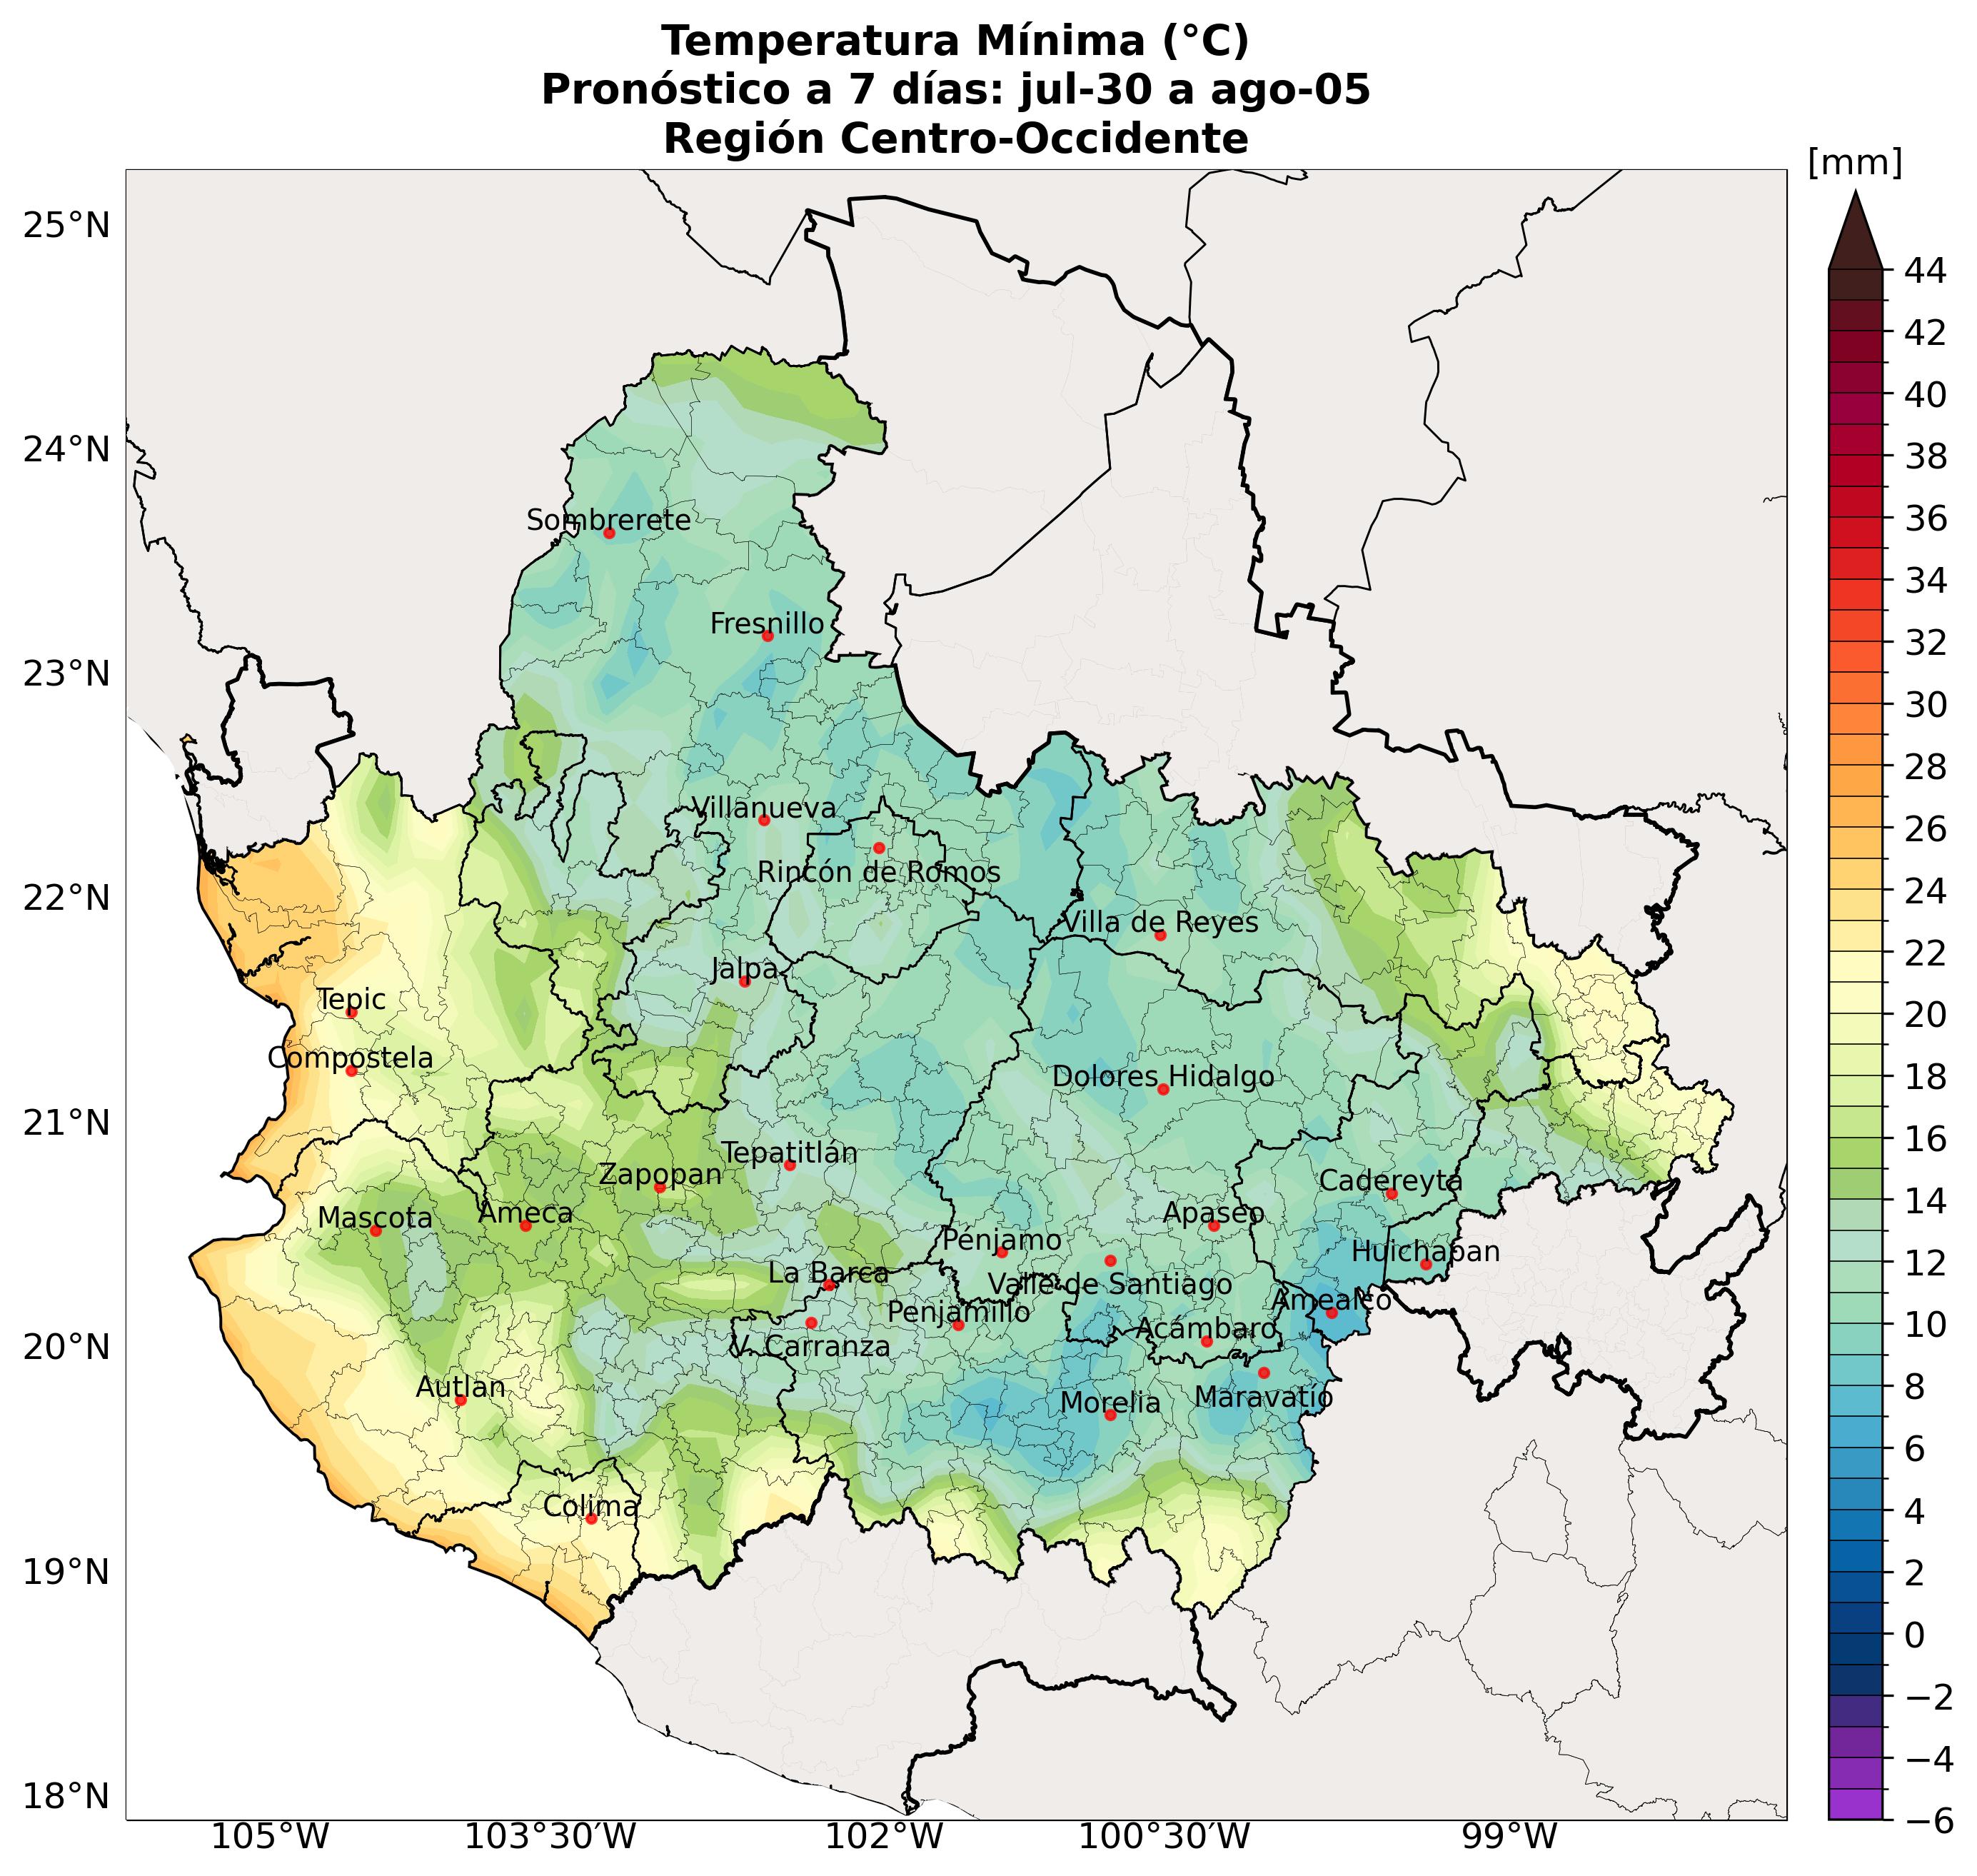 Temperatura Mínima (°C)
Pronóstico a 7 días: jul-30 a ago-05
Región Centro-Occidente
[mm]
25°N
24°N
23°N
22°N
21°N
20°N
19°N
18°N
Sombrerete
Fresnillo
Villanueva
Rincón de Romos
Villa de Reyes
Jalpa
Tepic
Compostela
Dolores Hidalgo
Tepatitlán
Zapopan
Cadereyta
Mascota
Ameca
Apaseo
Pénjamo
Huichapan
La Barca
Valle de Santiago
Amealco
Penjamillo
Acámbaro
V. Carranza
Autlan
Morelia
Maravatío
Colima
105°W
103°30′W
102°W
100°30′W
99°W
44
42
40
38
36
34
32
30
28
26
24
22
20
18
16
14
12
10
8
6
4
2
0
−2
−4
−6